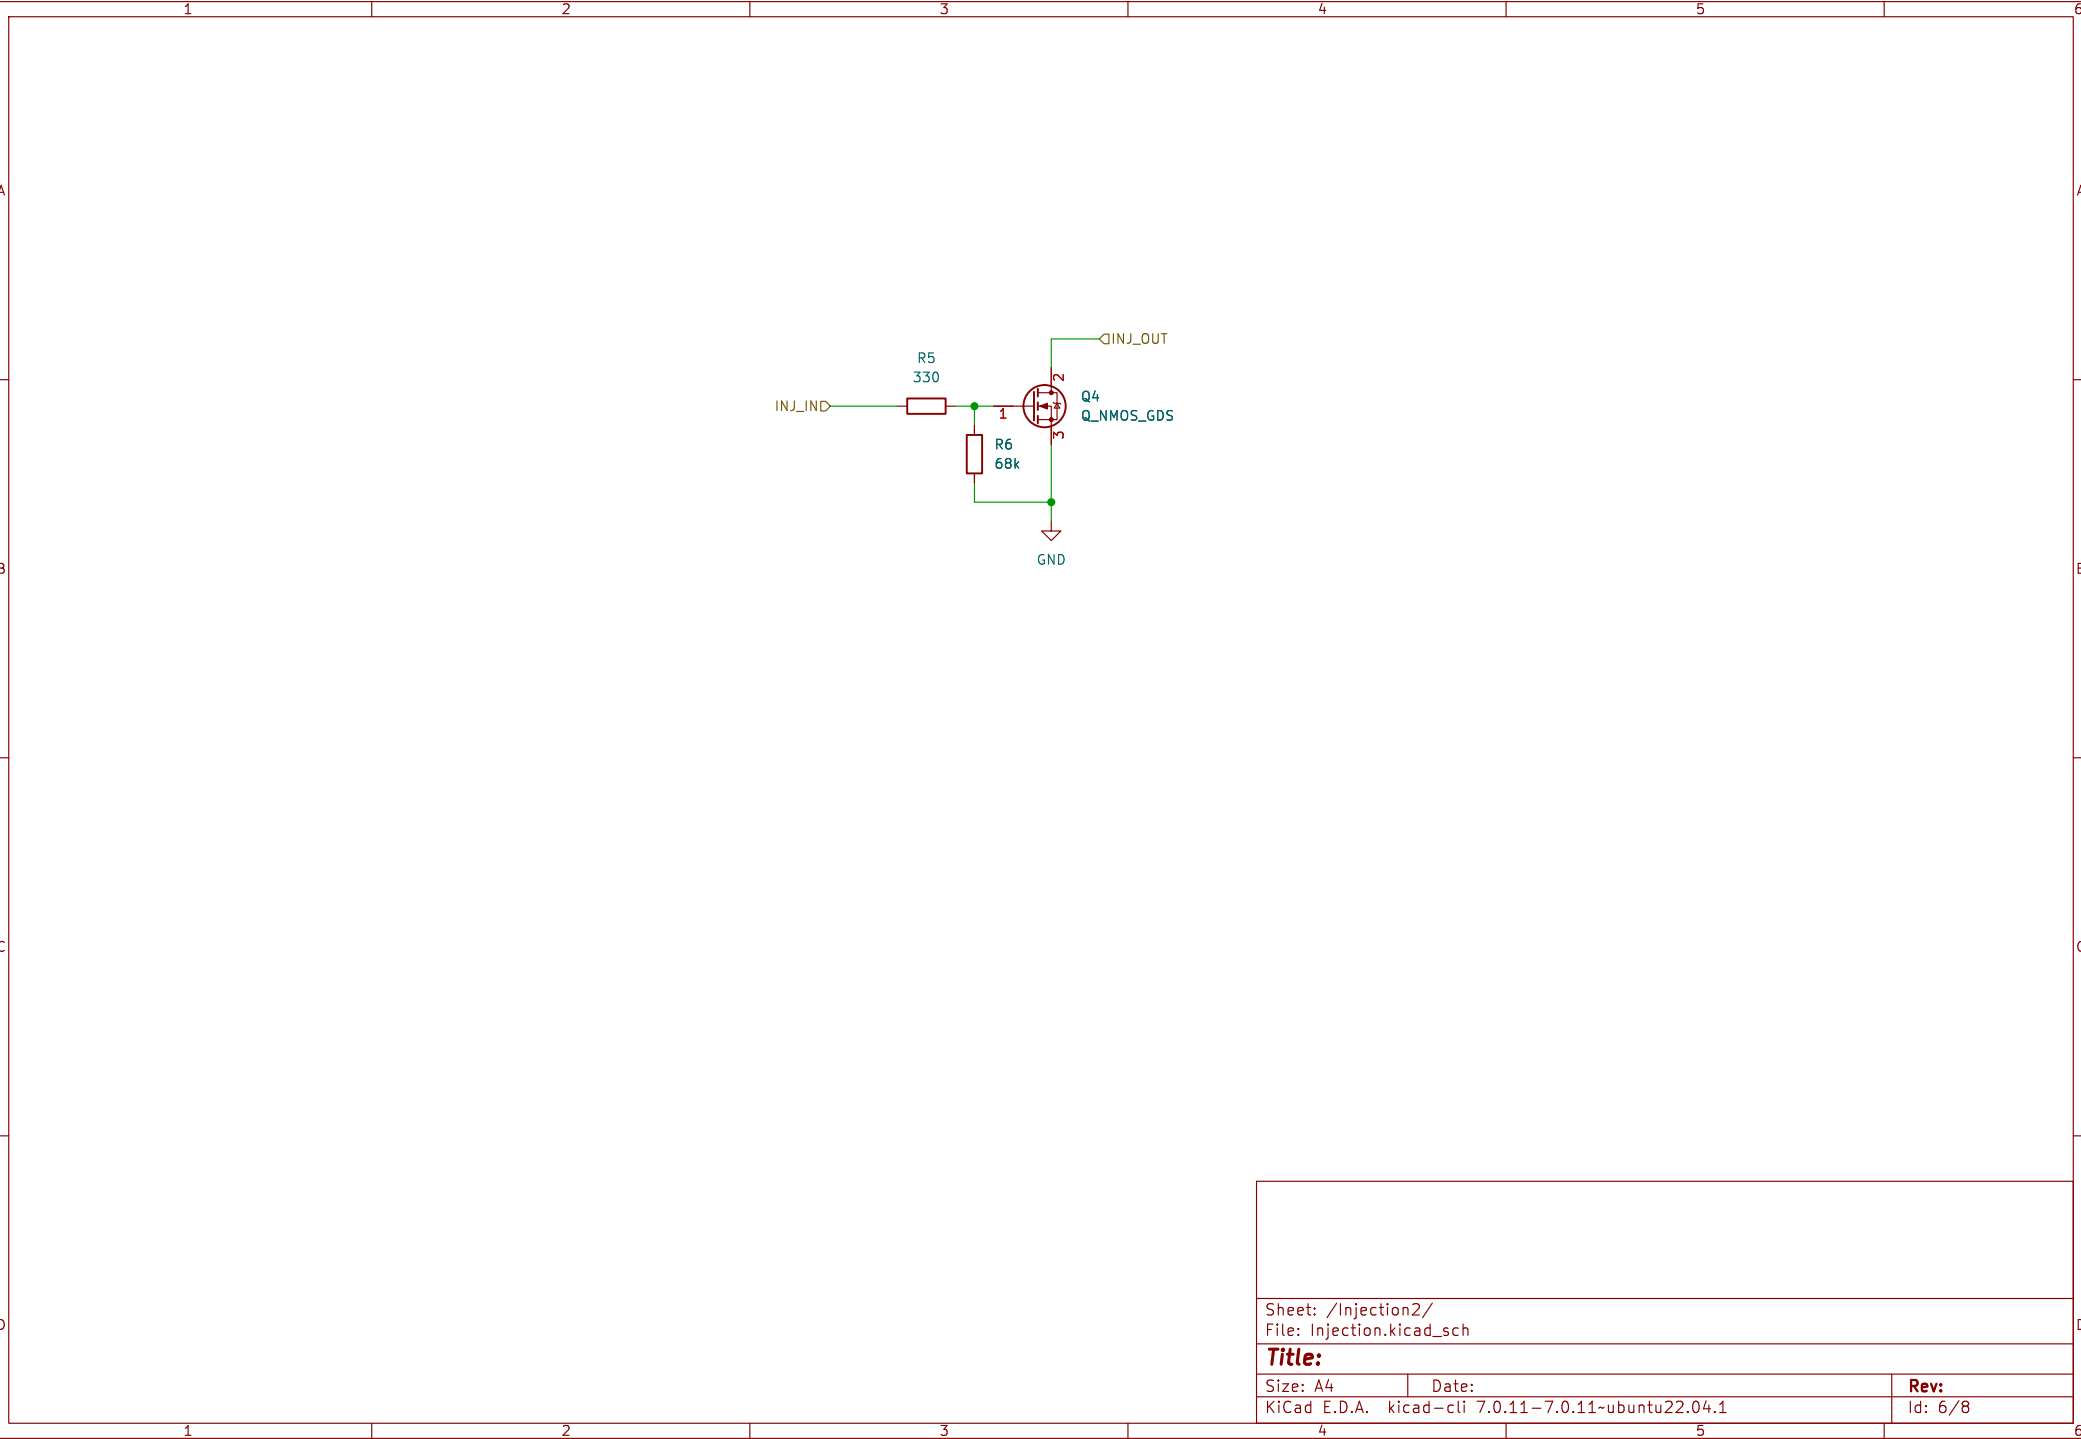 1 2 3 4 5 6
A A
INJ_OUT
R5
330
2
Q4
INJ_IN
1
Q_NMOS_GDS
3
R6
68k
GND
B B
C C
Sheet: /Injection2/
File: Injection.kicad_sch
D D
Title:
Size: A4 Date: Rev:
KiCad E.D.A. kicad-cli 7.0.11-7.0.11~ubuntu22.04.1 Id: 6/8
1 2 3 4 5 6